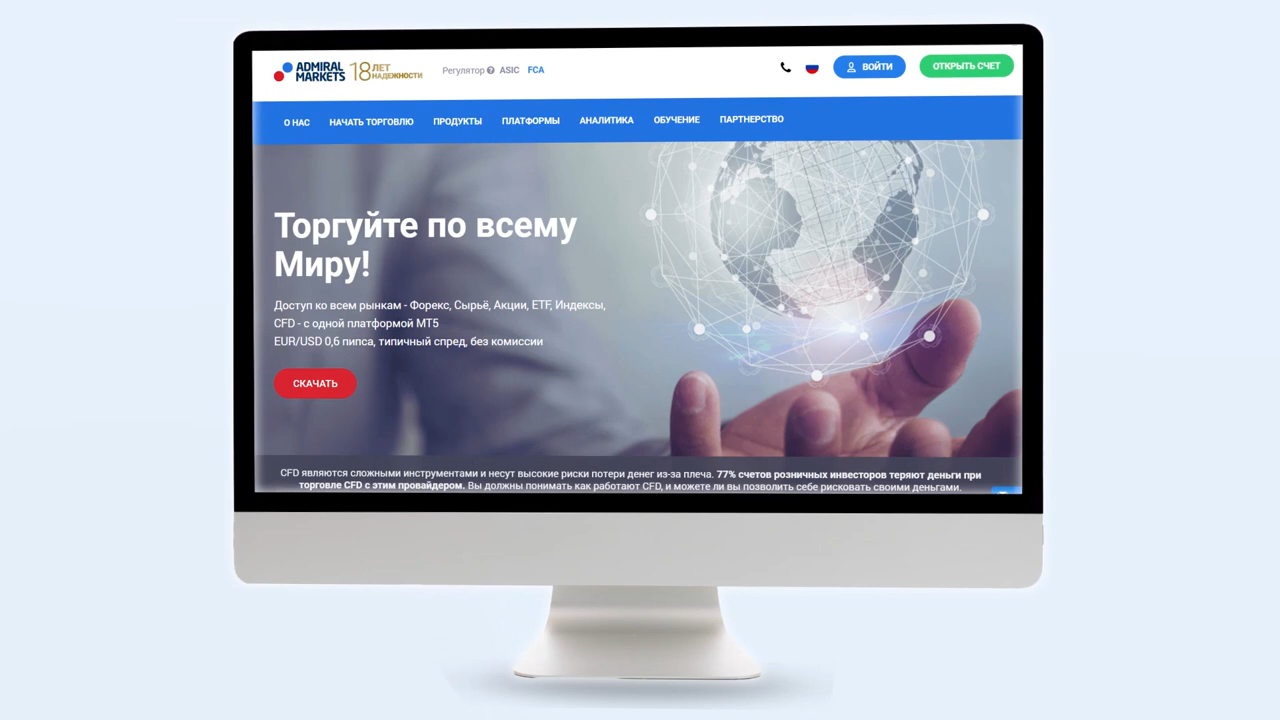 ADMIRAL
MARKETS
18 ЛЕТ
НАДЕЖНОСТИ
Регулятор ? ASIC FCA
ВОЙТИ
ОТКРЫТЬ СЧЕТ
О НАС НАЧАТЬ ТОРГОВЛЮ ПРОДУКТЫ ПЛАТФОРМЫ АНАЛИТИКА ОБУЧЕНИЕ ПАРТНЕРСТВО
Торгуйте по всему
Миру!
Доступ ко всем рынкам - Форекс, Сырьё, Акции, ETF, Индексы,
CFD - с одной платформой MT5
EUR/USD 0,6 пипса, типичный спред, без комиссии
СКАЧАТЬ
CFD являются сложными инструментами и несут высокие риски потери денег из-за плеча. 77% счетов розничных инвесторов теряют деньги при
торговле CFD с этим провайдером. Вы должны понимать как работают CFD, и можете ли вы позволить себе рисковать своими деньгами.